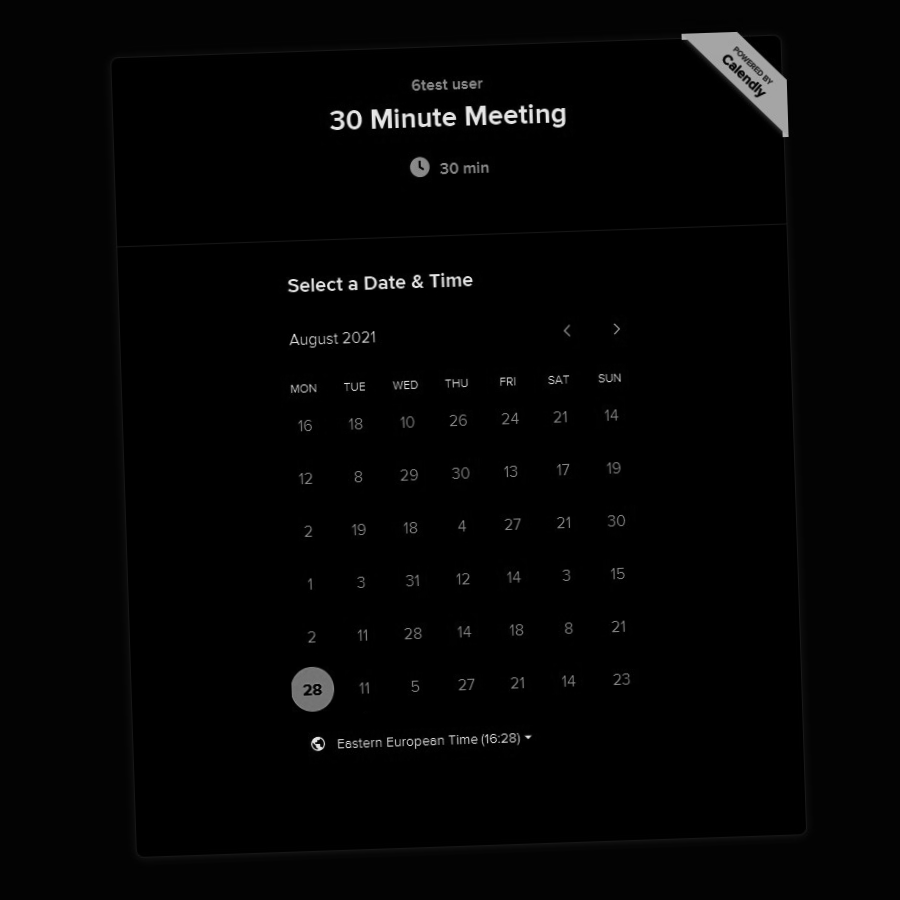 POWERED BY
Calendly
6test user
30 Minute Meeting
30 min
Select a Date & Time
August 2021
MON TUE WED THU FRI SAT SUN
16 18 10 26 24 21 14
12 8 29 30 13 17 19
2 19 18 4 27 21 30
1 3 31 12 14 3 15
2 11 28 14 18 8 21
28 11 5 27 21 14 23
Eastern European Time (16:28)